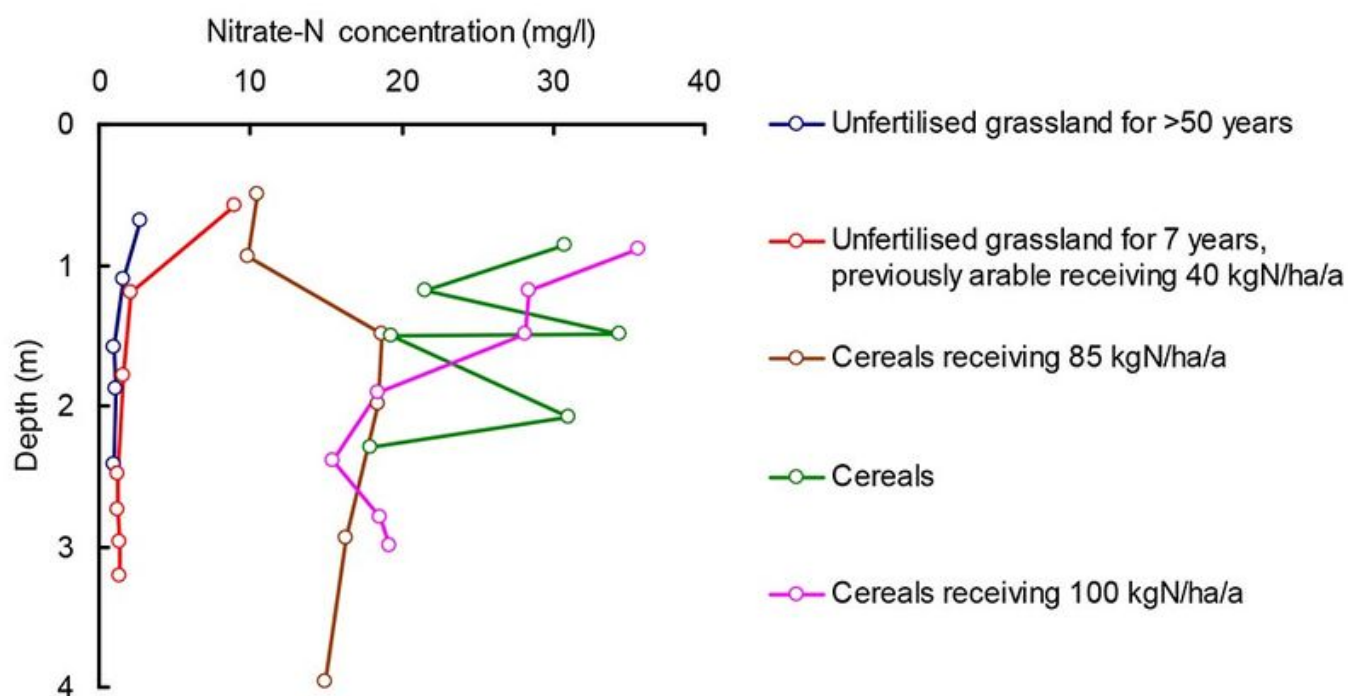 Nitrate-N concentration (mg/l)
0 10 20 30 40
0
1
2
3
4
Depth (m)
Unfertilised grassland for >50 years
Unfertilised grassland for 7 years,
previously arable receiving 40 kgN/ha/a
Cereals receiving 85 kgN/ha/a
Cereals
Cereals receiving 100 kgN/ha/a